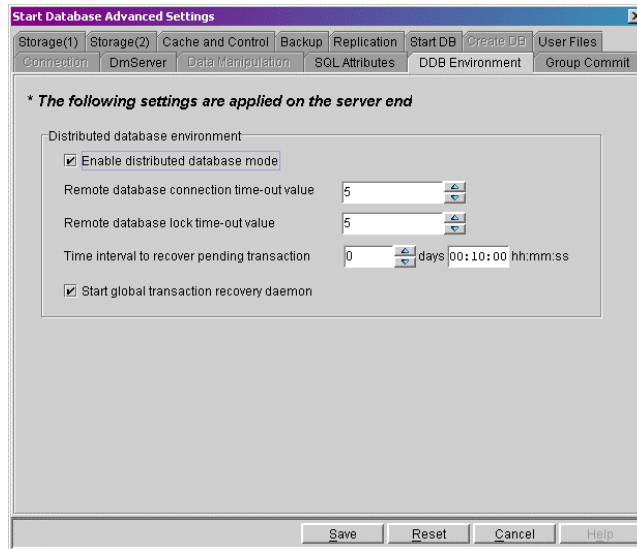 Start Database Advanced Settings
Storage(1) Storage(2) Cache and Control Backup Replication Start DB Create DB User Files
Connection DmServer Data Manipulation SQL Attributes DDB Environment Group Commit
* The following settings are applied on the server end
Distributed database environment
Enable distributed database mode
Remote database connection time-out value 5
Remote database lock time-out value 5
Time interval to recover pending transaction 0 days 00:10:00 hh:mm:ss
Start global transaction recovery daemon
Save Reset Cancel Help